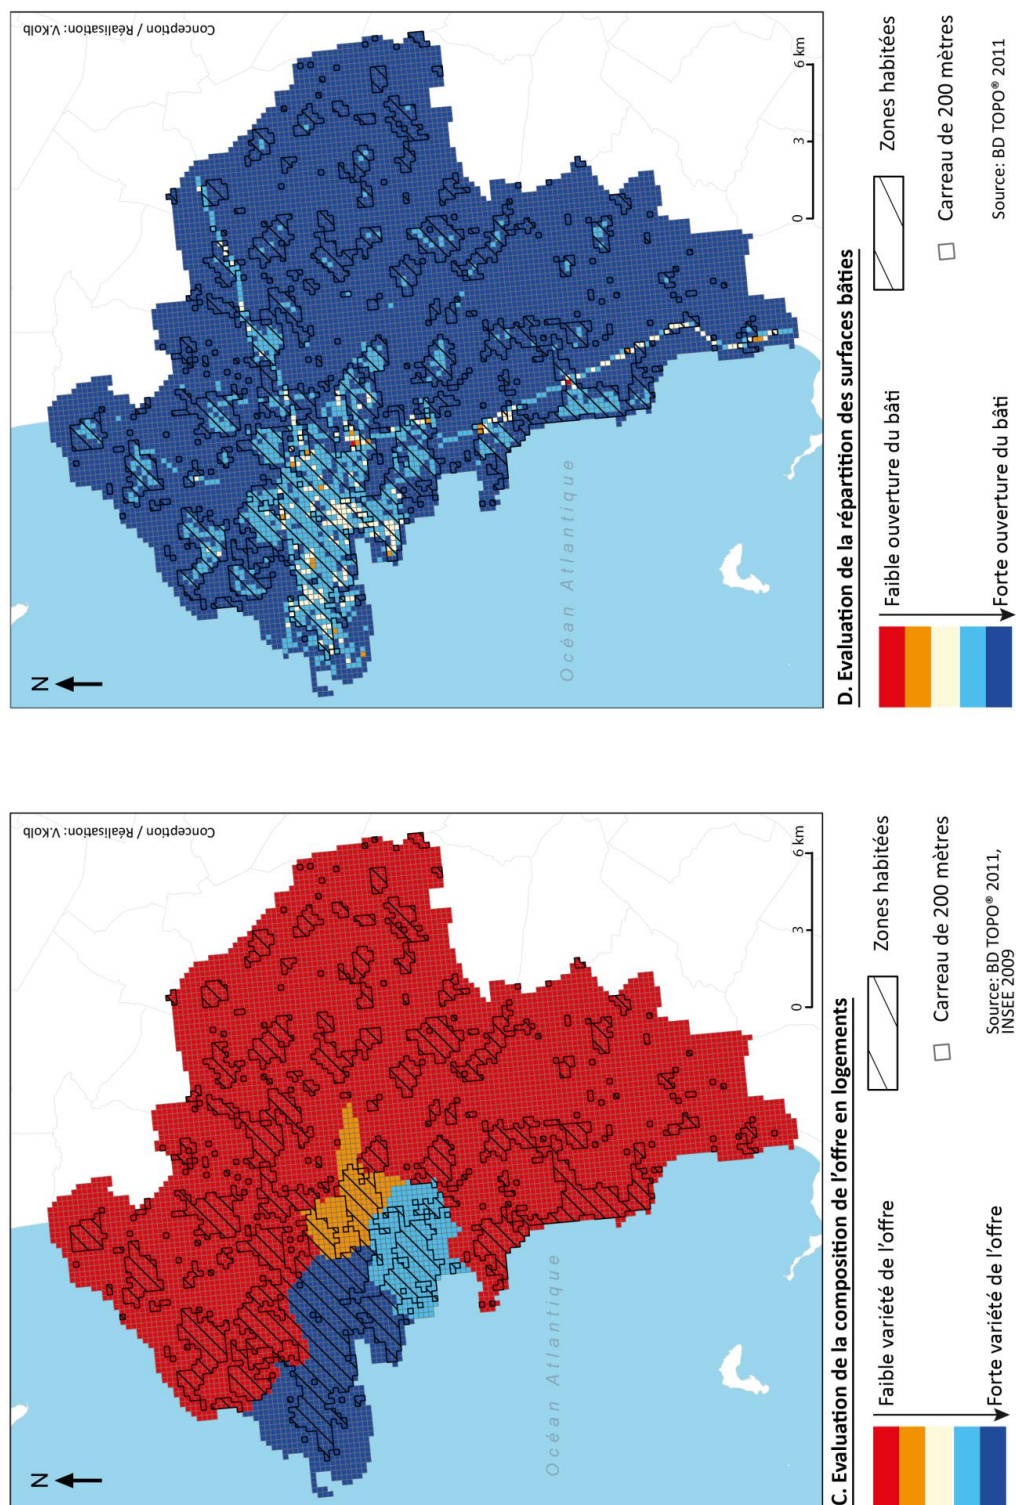 N
Conception / Réalisation: V.Kolb
Océan Atlantique
0 3 6 km
C. Evaluation de la composition de l'offre en logements
Faible variété de l'offre
Forte variété de l'offre
Zones habitées
Carreau de 200 mètres
Source: BD TOPO® 2011,
INSEE 2009
N
Conception / Réalisation: V.Kolb
Océan Atlantique
0 3 6 km
D. Evaluation de la répartition des surfaces bâties
Faible ouverture du bâti
Forte ouverture du bâti
Zones habitées
Carreau de 200 mètres
Source: BD TOPO® 2011